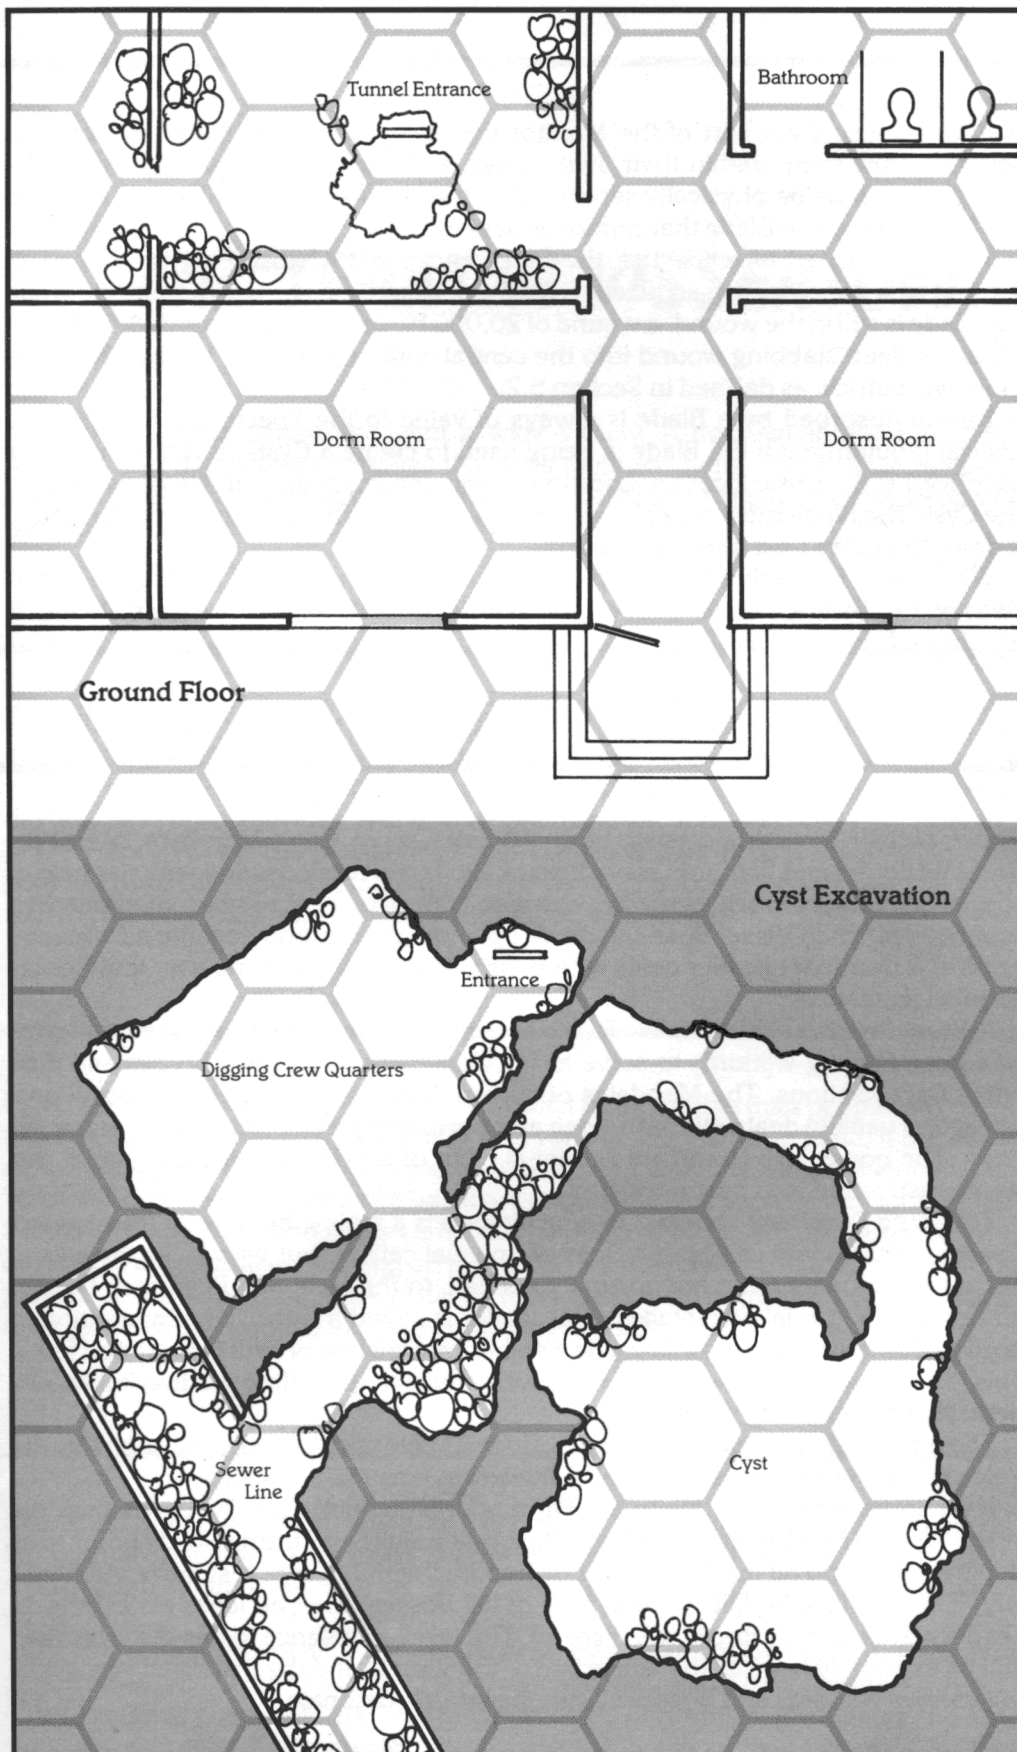 Tunnel Entrance
Bathroom
Dorm Room
Dorm Room
Ground Floor
Cyst Excavation
Entrance
Digging Crew Quarters
Sewer
Line
Cyst